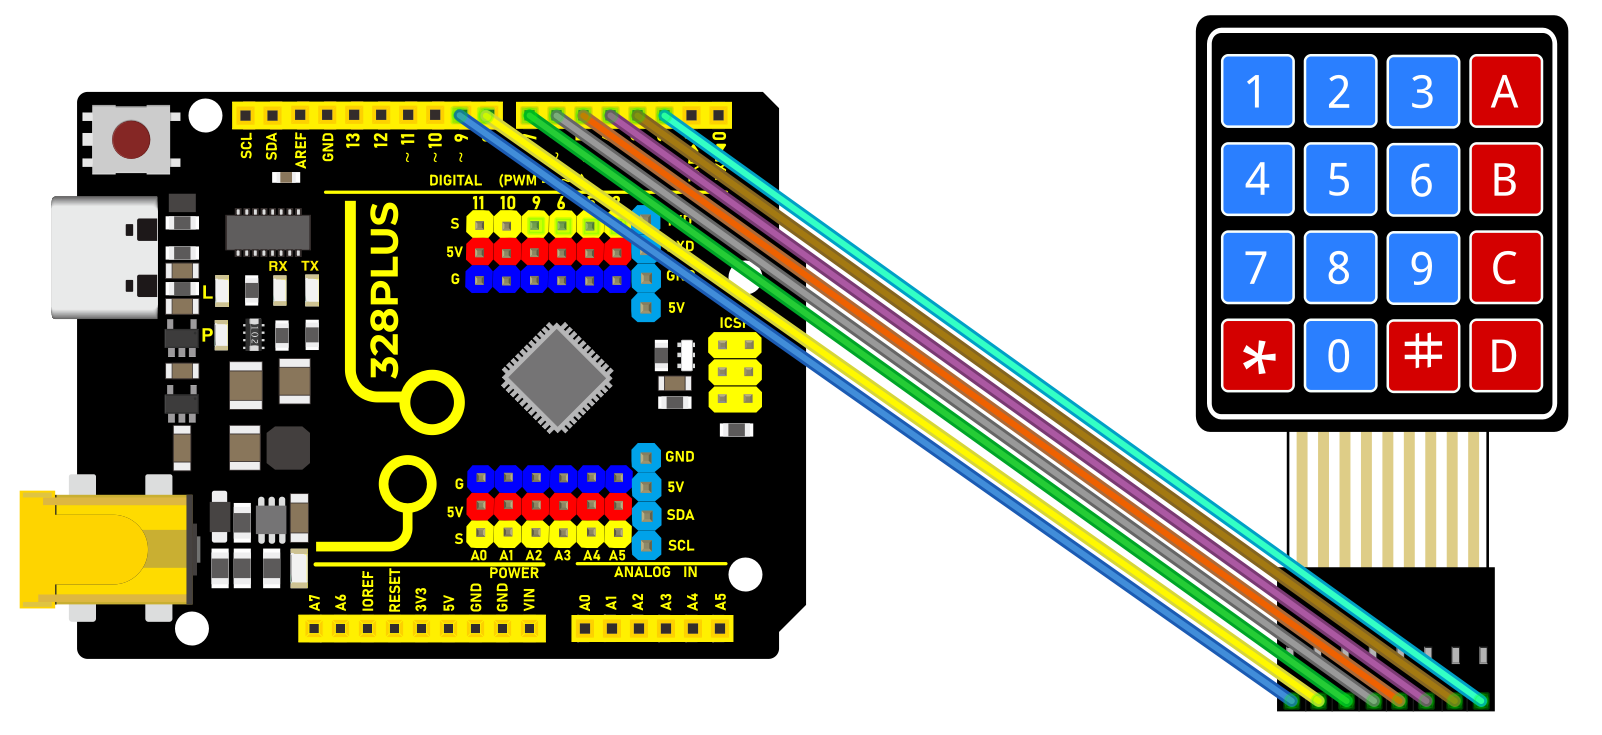 SCL SDA AREF GND 13 12 ~11 ~10 ~9
DIGITAL (PWM
11 10 9 6
S
5V
G
GND
5V
ICSP
328PLUS
RX TX
L
P
102
GND
5V
SDA
SCL
G
5V
S
A0 A1 A2 A3 A4 A5
POWER
ANALOG IN
A7 A6 IOREF RESET 3V3 5V GND GND VIN
A0 A1 A2 A3 A4 A5
1 2 3 A
4 5 6 B
7 8 9 C
* 0 # D